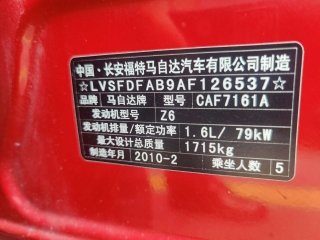 中国·长安福特马自达汽车有限公司制造
☆LVSFDFAB9AF126537☆
品牌 马自达牌 型号 CAF7161A
发动机型号 Z6
发动机排量/额定功率 1.6L/ 79kW
最大设计总质量 1715kg
制造年月 2010-2 乘坐人数 5